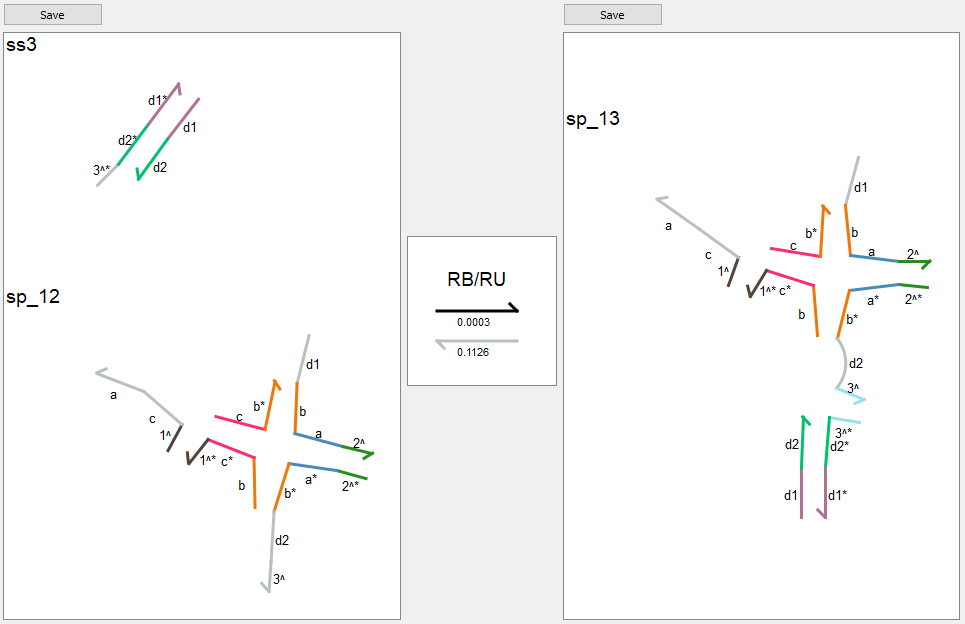 Save
Save
ss3
d1*
d1
d2*
d2
3^*
sp_12
d1
a
c
b*
c
b
1^
a
2^
1^*
c*
a*
b
b*
2^*
d2
3^
RB/RU
0.0003
0.1126
sp_13
d1
a
b*
b
c
c
a
2^
1^
1^*
c*
a*
2^*
b
b*
d2
3^
3^*
d2
d2*
d1
d1*